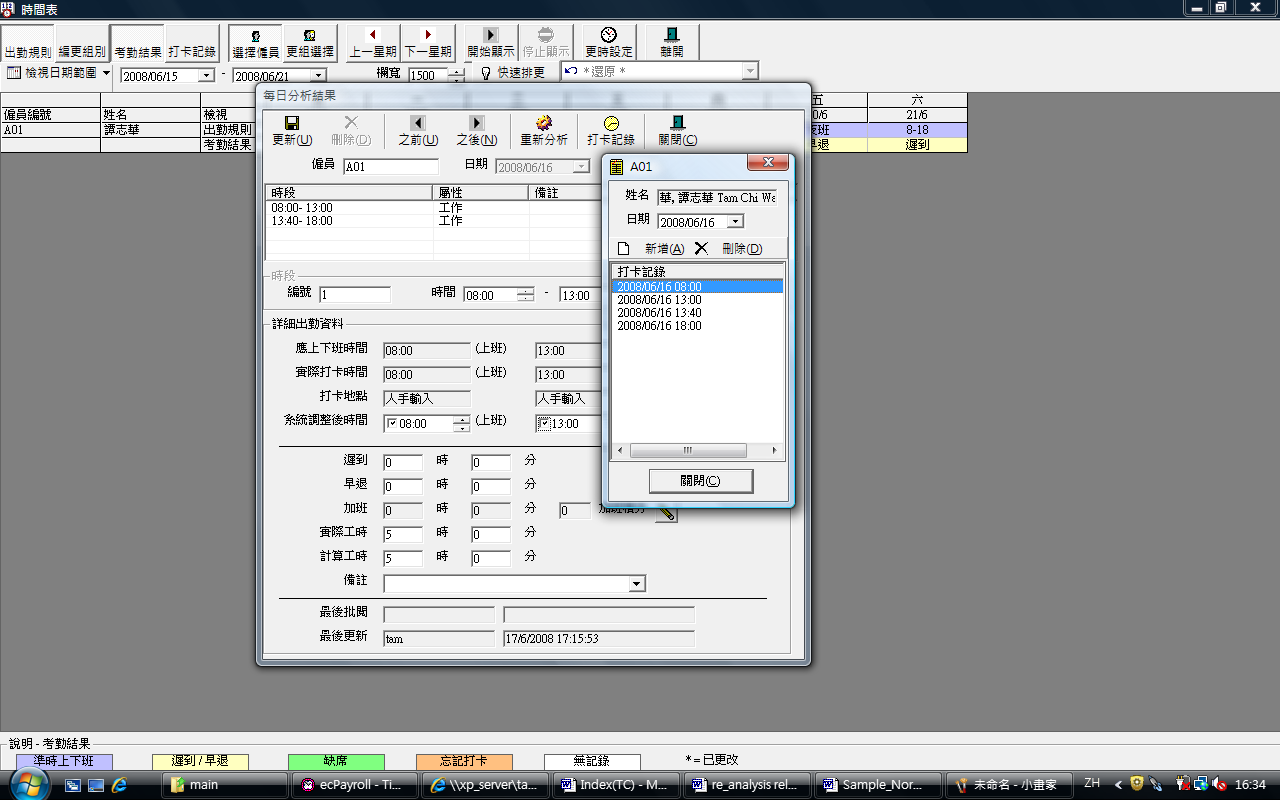 時間表
出勤規則 編更組別 考勤結果 打卡記錄 選擇僱員 更組選擇 上一星期 下一星期 開始顯示 停止顯示 更時設定 離開
檢視日期範圍 2008/06/15 - 2008/06/21 欄寬 1500 快速排更 *還原 *
五 六
僱員編號 姓名 檢視 0/6 21/6
A01 譚志華 出勤規則 班 8-18
考勤結果 早退 遲到
每日分析結果
更新(U) 刪除(D) 之前(U) 之後(N) 重新分析 打卡記錄 關閉(C)
僱員 A01 日期 2008/06/16
時段 屬性 備註
08:00- 13:00 工作
13:40- 18:00 工作
時段
編號 1 時間 08:00 - 13:00
詳細出勤資料
應上下班時間 08:00 (上班) 13:00
實際打卡時間 08:00 (上班) 13:00
打卡地點 人手輸入 人手輸入
系統調整後時間 08:00 (上班) 13:00
遲到 0 時 0 分
早退 0 時 0 分
加班 0 時 0 分 0 加班積分
實際工時 5 時 0 分
計算工時 5 時 0 分
備註
最後批閱
最後更新 tam 17/6/2008 17:15:53
A01
姓名 華, 譚志華 Tam Chi Wa
日期 2008/06/16
新增(A) 刪除(D)
打卡記錄
2008/06/16 08:00
2008/06/16 13:00
2008/06/16 13:40
2008/06/16 18:00
關閉(C)
說明 - 考勤結果
準時上下班 遲到 / 早退 缺席 忘記打卡 無記錄 * = 已更改
main ecPayroll - Ti... \\xp_server\ta... Index(TC) - M... re_analysis rel... Sample_Nor... 未命名 - 小畫家 ZH 16:34